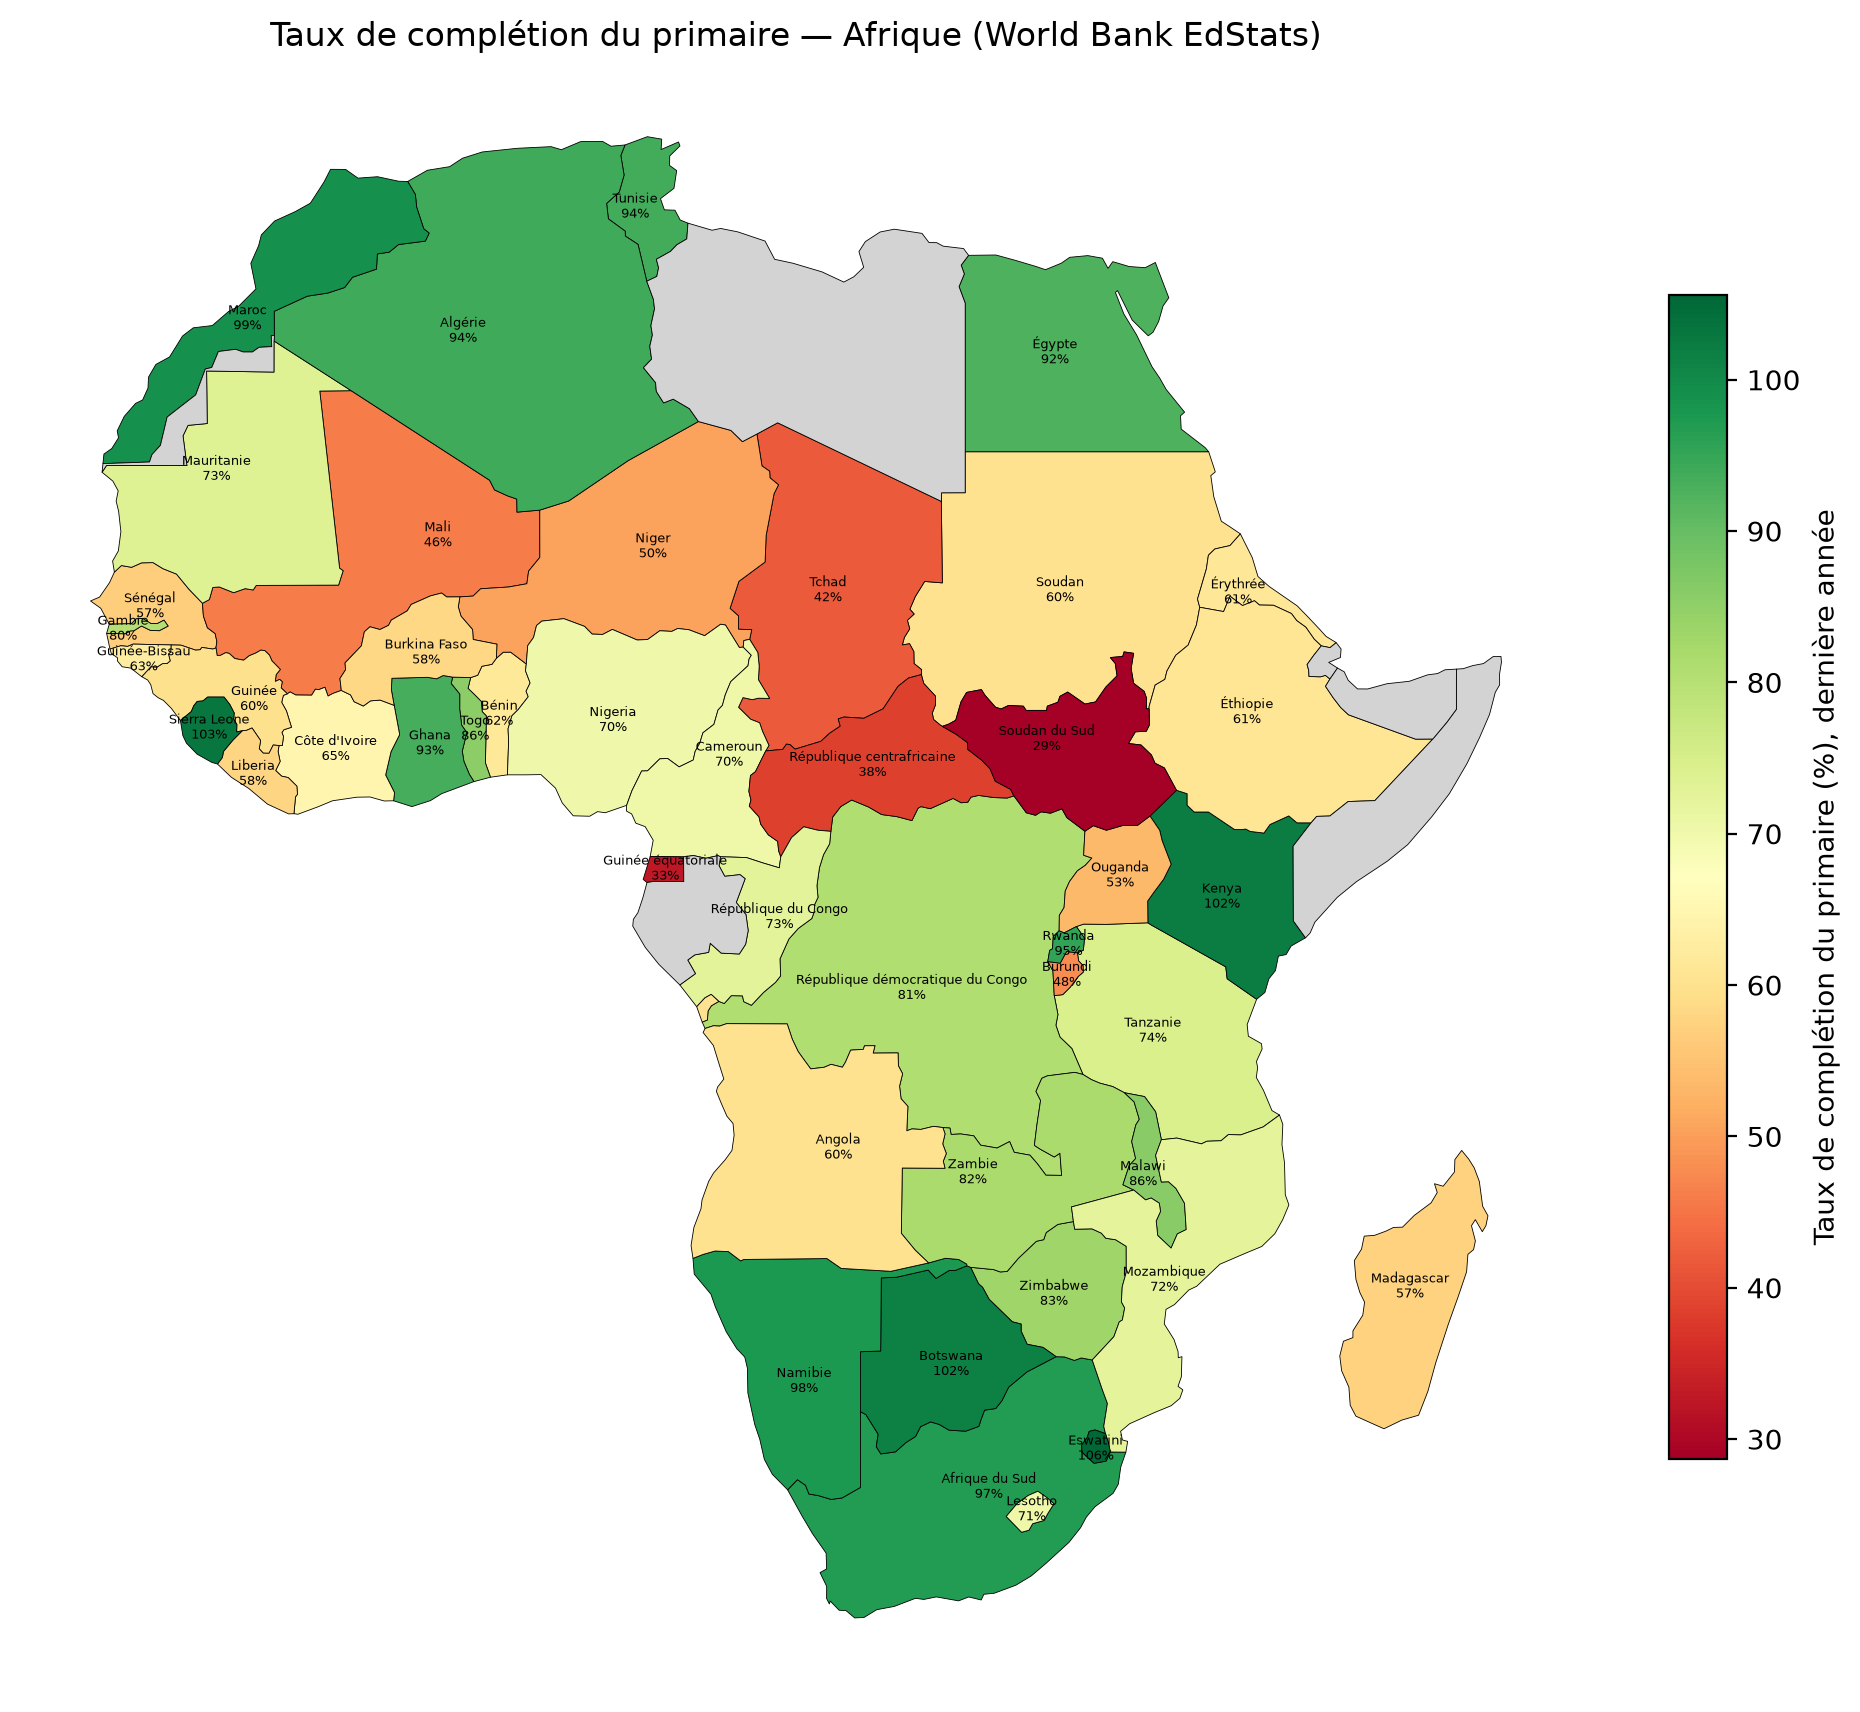 Taux de complétion du primaire — Afrique (World Bank EdStats)
Tunisie
94%
Maroc
99%
Algérie
94%
Égypte
92%
Mauritanie
73%
Mali
46%
Niger
50%
Tchad
42%
Soudan
60%
Érythrée
61%
Sénégal
57%
Gambie
80%
Guinée-Bissau
63%
Burkina Faso
58%
Guinée
60%
Sierra Leone
103%
Liberia
58%
Côte d'Ivoire
65%
Ghana
93%
Togo
86%
Bénin
62%
Nigeria
70%
Cameroun
70%
République centrafricaine
38%
Soudan du Sud
29%
Éthiopie
61%
Guinée équatoriale
33%
République du Congo
73%
Ouganda
53%
Kenya
102%
Rwanda
95%
Burundi
48%
République démocratique du Congo
81%
Tanzanie
74%
Angola
60%
Zambie
82%
Malawi
86%
Mozambique
72%
Zimbabwe
83%
Madagascar
57%
Namibie
98%
Botswana
102%
Eswatini
106%
Afrique du Sud
97%
Lesotho
71%
100
90
80
70
60
50
40
30
Taux de complétion du primaire (%), dernière année